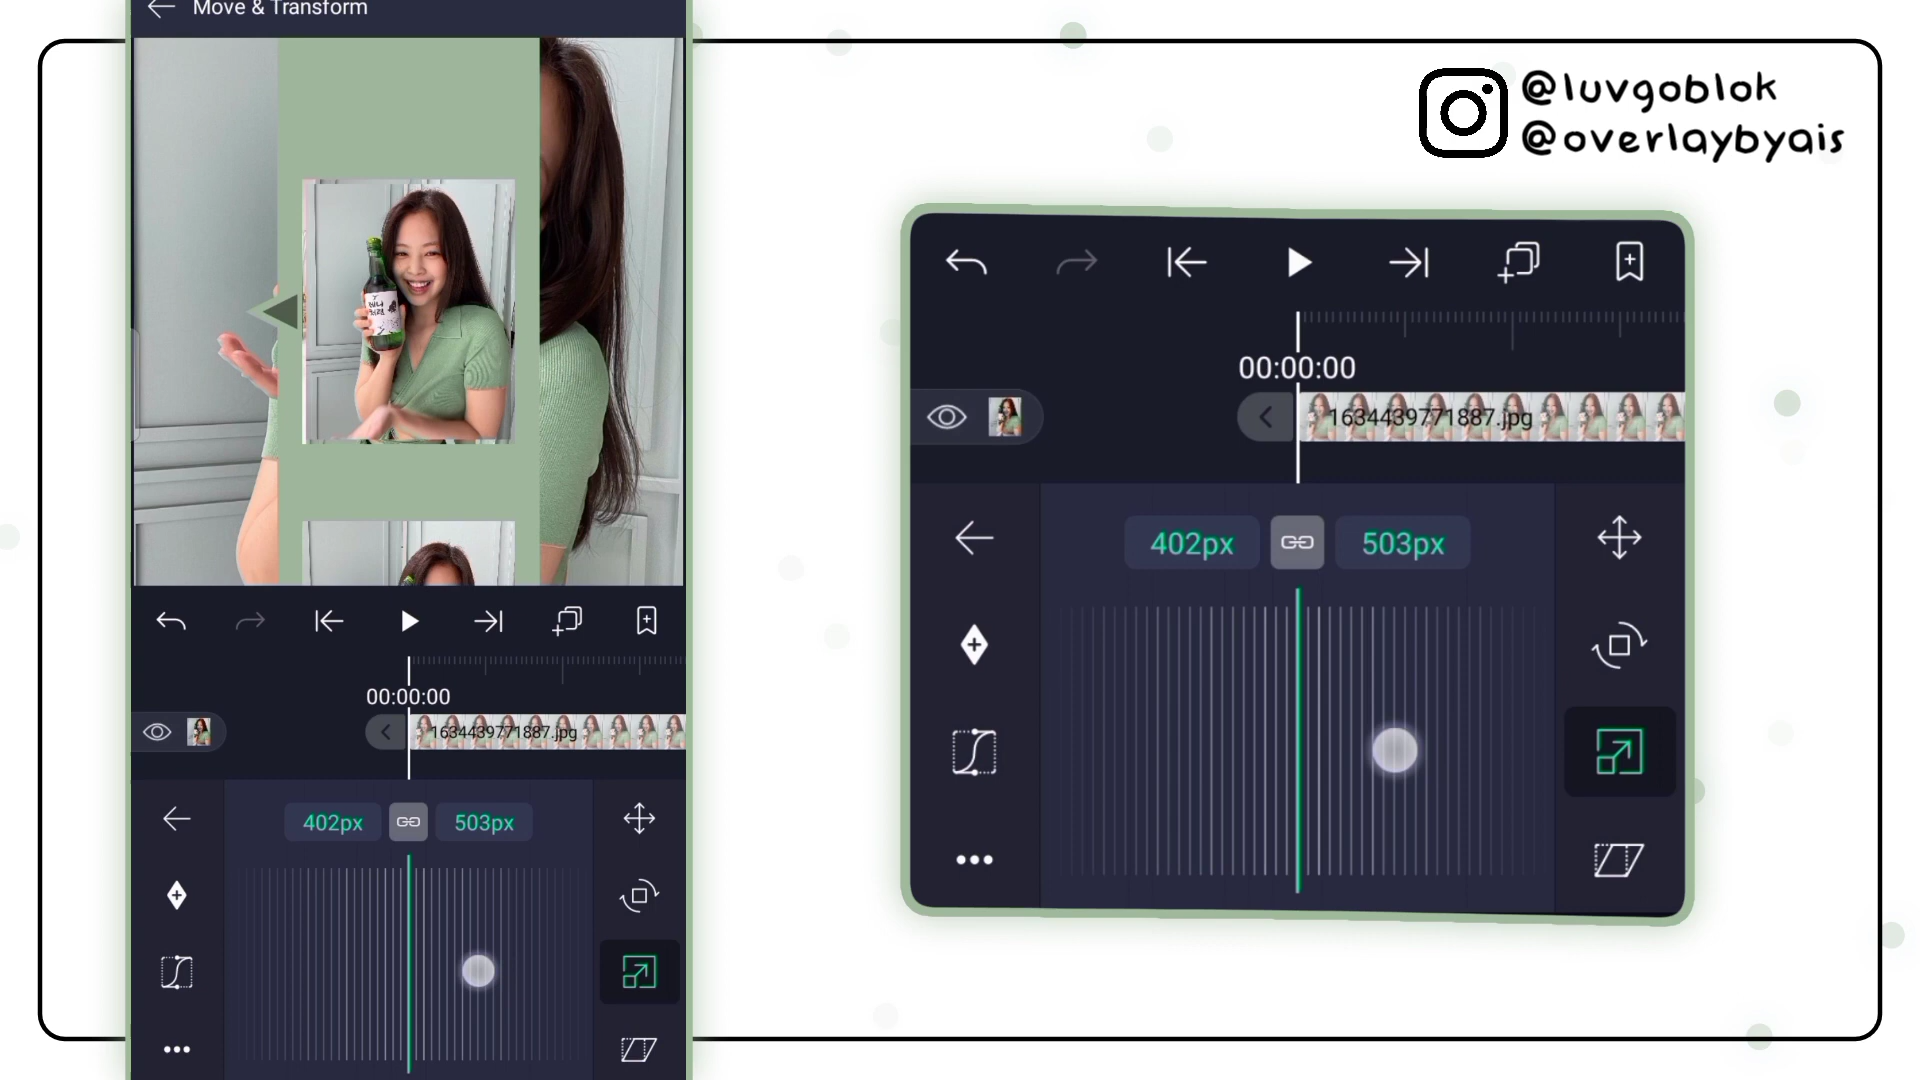 Move & Transform
00:00:00
1634439771887.jpg
402px
503px
@luvgoblok
@overlaybyais
00:00:00
1634439771887.jpg
402px
503px